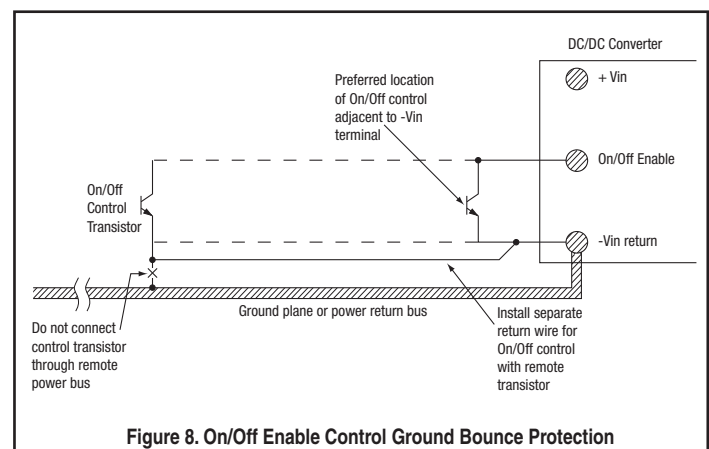 DC/DC Converter
+ Vin
Preferred location
of On/Off control
adjacent to -Vin
terminal
On/Off Enable
On/Off
Control
Transistor
-Vin return
Ground plane or power return bus
Do not connect
control transistor
through remote
power bus
Install separate
return wire for
On/Off control
with remote
transistor
Figure 8. On/Off Enable Control Ground Bounce Protection